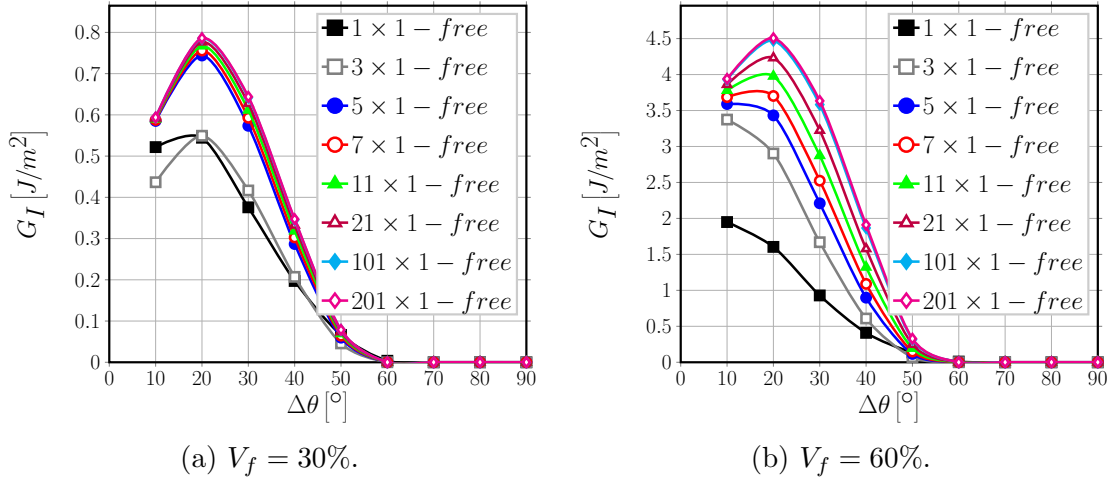 0.8
0.7
0.6
0.5
0.4
0.3
0.2
0.1
0
G_I [J/m^2]
0 10 20 30 40 50 60 70 80 90
Δθ [°]
1 × 1 − free
3 × 1 − free
5 × 1 − free
7 × 1 − free
11 × 1 − free
21 × 1 − free
101 × 1 − free
201 × 1 − free
(a) V_f = 30%.
4.5
4
3.5
3
2.5
2
1.5
1
0.5
0
G_I [J/m^2]
0 10 20 30 40 50 60 70 80 90
Δθ [°]
1 × 1 − free
3 × 1 − free
5 × 1 − free
7 × 1 − free
11 × 1 − free
21 × 1 − free
101 × 1 − free
201 × 1 − free
(b) V_f = 60%.